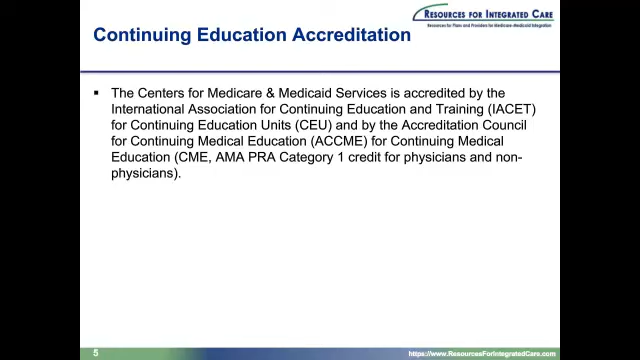 RESOURCES FOR INTEGRATED CARE
Resources for Plans and Providers for Medicare-Medicaid Integration
Continuing Education Accreditation
▪ The Centers for Medicare & Medicaid Services is accredited by the
International Association for Continuing Education and Training (IACET)
for Continuing Education Units (CEU) and by the Accreditation Council
for Continuing Medical Education (ACCME) for Continuing Medical
Education (CME, AMA PRA Category 1 credit for physicians and non-
physicians).
5
https://www.ResourcesForIntegratedCare.com